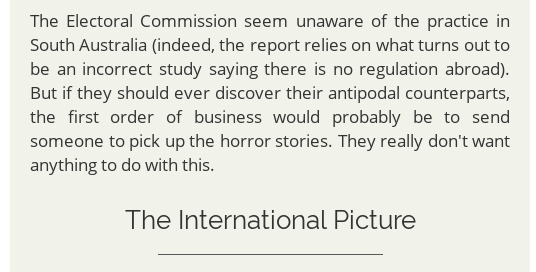 The Electoral Commission seem unaware of the practice in
South Australia (indeed, the report relies on what turns out to
be an incorrect study saying there is no regulation abroad).
But if they should ever discover their antipodal counterparts,
the first order of business would probably be to send
someone to pick up the horror stories. They really don't want
anything to do with this.
The International Picture